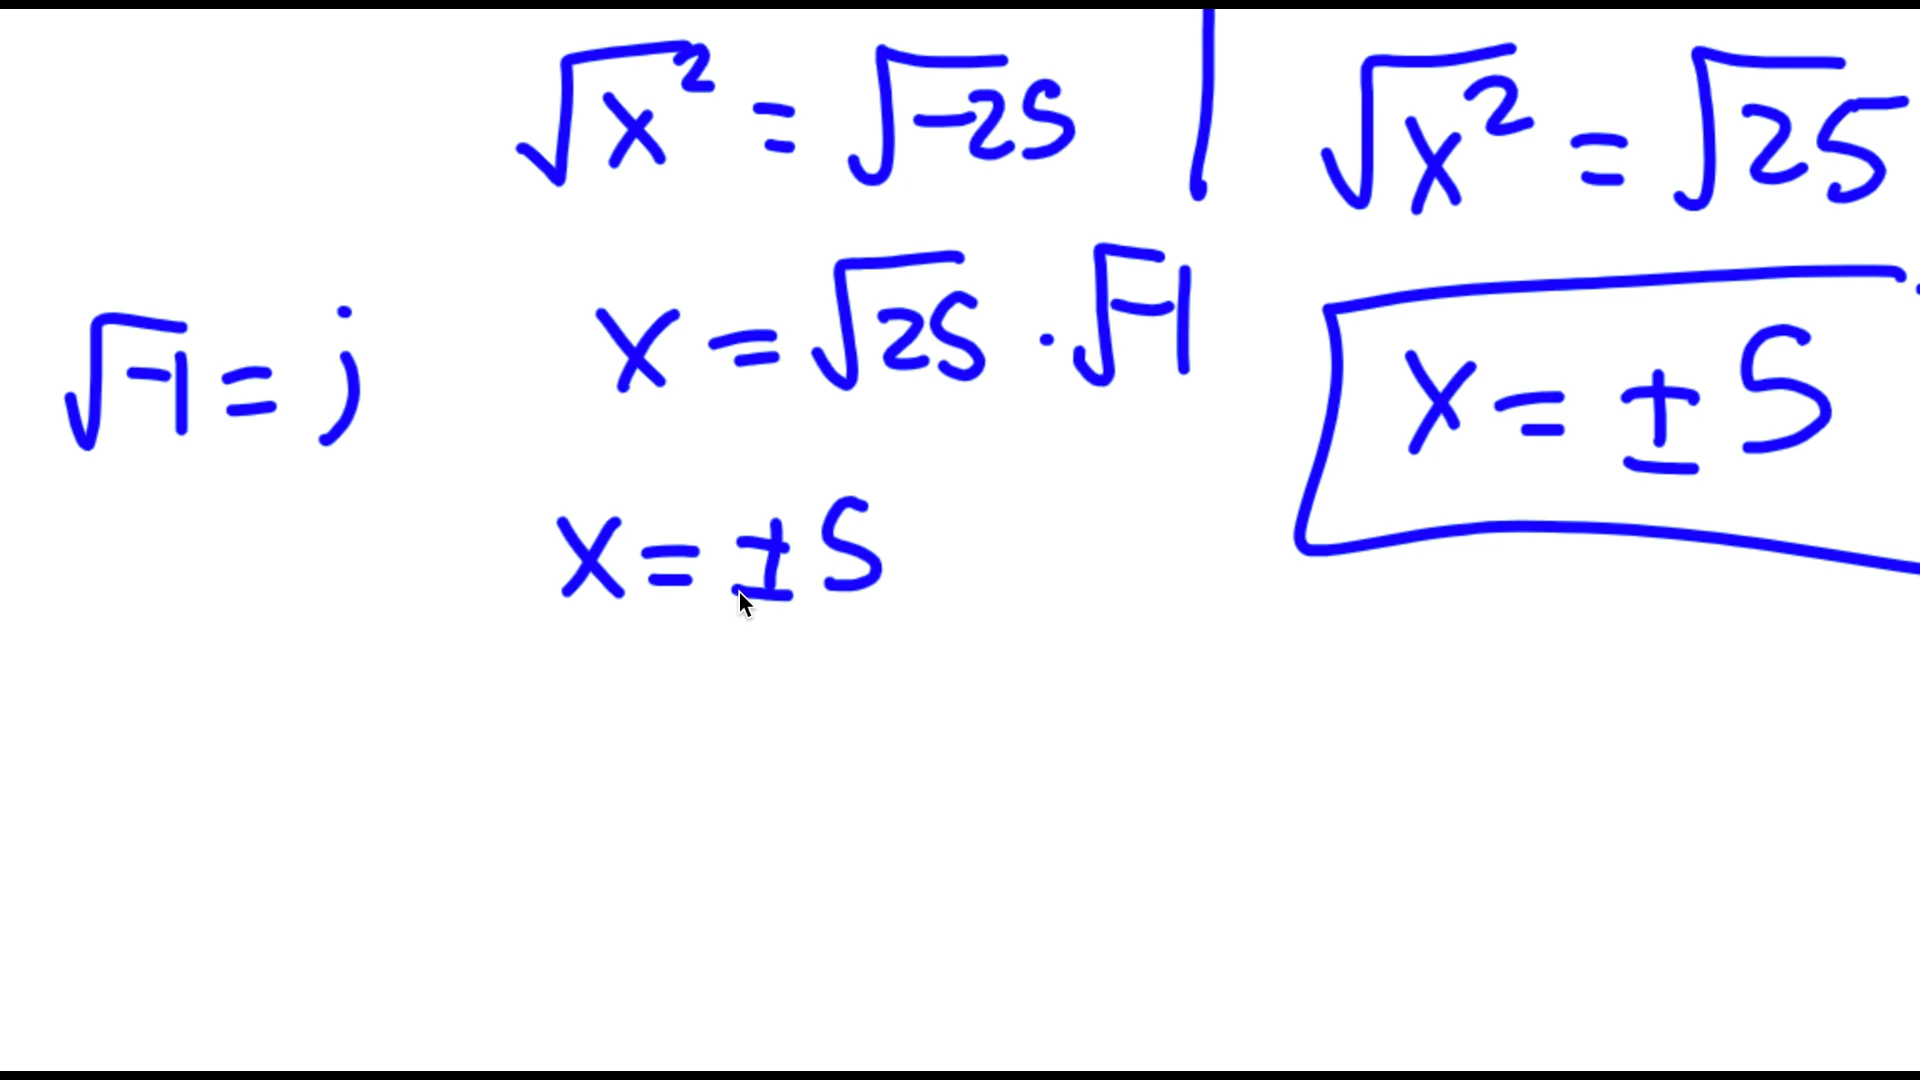 √x² = √-25
x = √25 · √-1
√-1 = j
x = ± 5
√x² = √25
x = ± 5